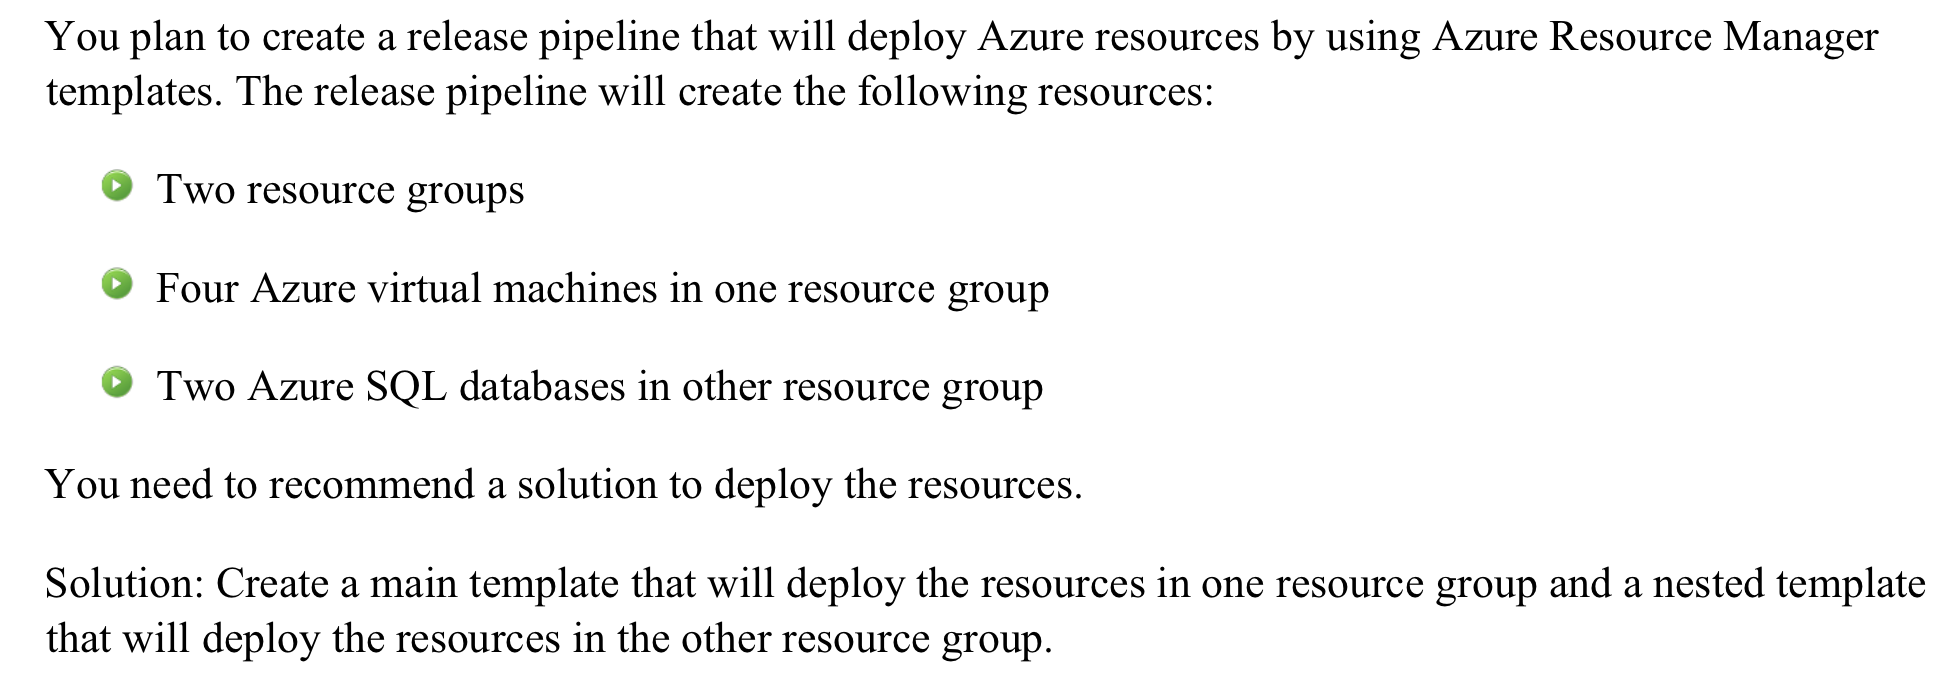 You plan to create a release pipeline that will deploy Azure resources by using Azure Resource Manager
templates. The release pipeline will create the following resources:
Two resource groups
Four Azure virtual machines in one resource group
Two Azure SQL databases in other resource group
You need to recommend a solution to deploy the resources.
Solution: Create a main template that will deploy the resources in one resource group and a nested template
that will deploy the resources in the other resource group.